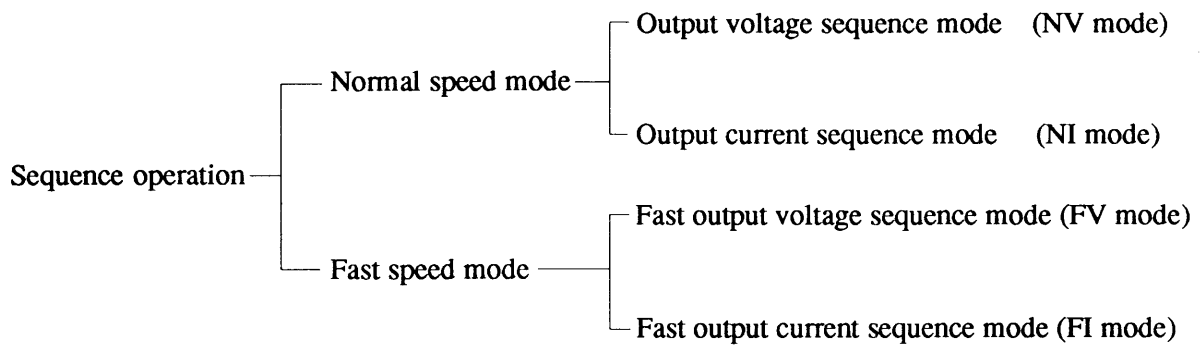 Output voltage sequence mode (NV mode)
Normal speed mode
Output current sequence mode (NI mode)
Sequence operation
Fast output voltage sequence mode (FV mode)
Fast speed mode
Fast output current sequence mode (FI mode)